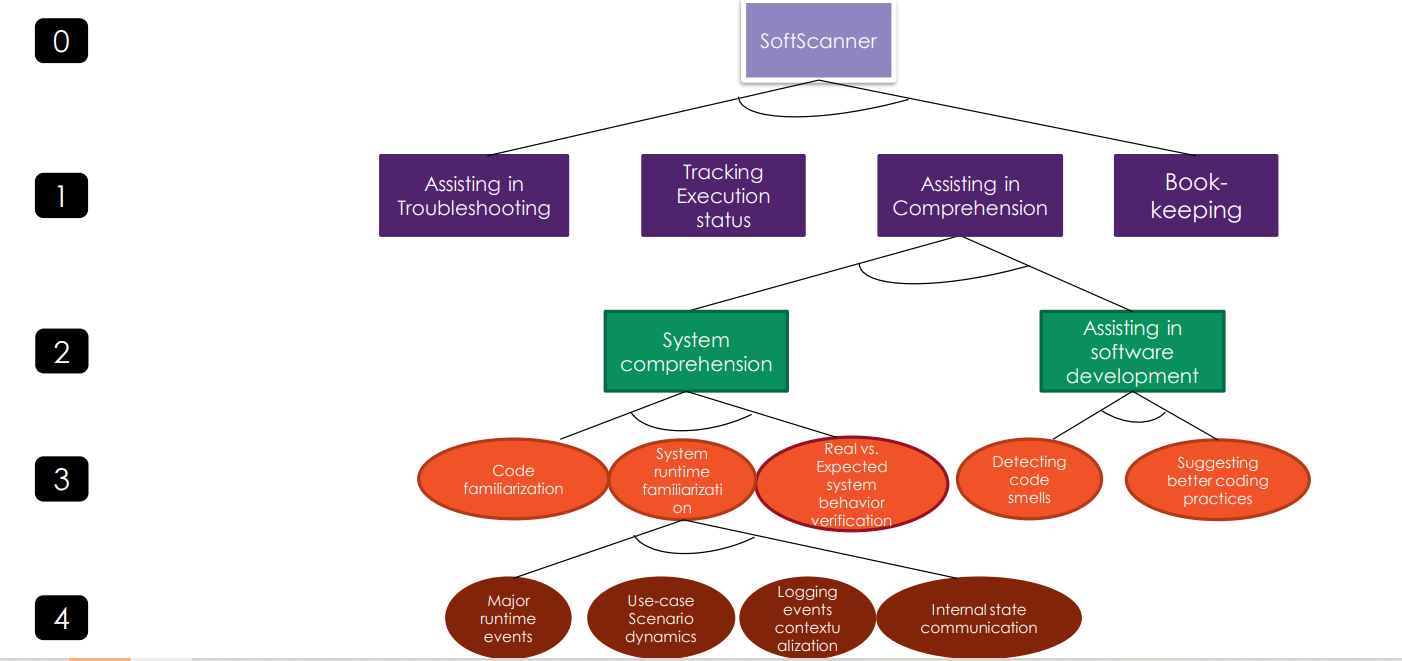 0
SoftScanner
1
Assisting in
Troubleshooting
Tracking
Execution
status
Assisting in
Comprehension
Book-
keeping
2
System
comprehension
Assisting in
software
development
3
Code
familiarization
System
runtime
familiarizati
on
Real vs.
Expected
system
behavior
verification
Detecting
code
smells
Suggesting
better coding
practices
4
Major
runtime
events
Use-case
Scenario
dynamics
Logging
events
contextu
alization
Internal state
communication